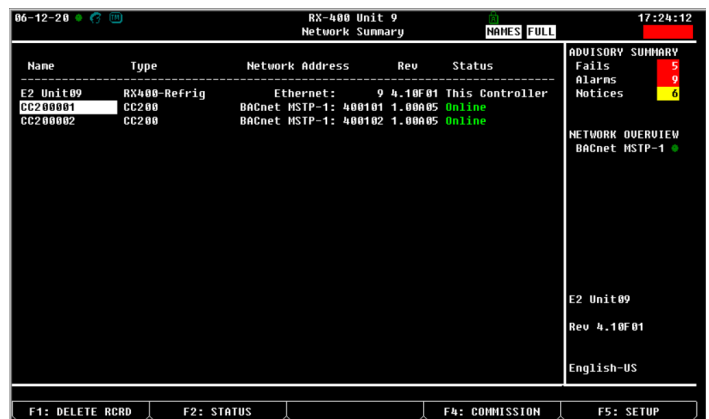 06-12-20 RX-400 Unit 9 17:24:12
Network Summary NAMES FULL
ADVISORY SUMMARY
Fails 5
Alarms 9
Notices 6
NETWORK OVERVIEW
BACnet MSTP-1
Name Type Network Address Rev Status
E2 Unit09 RX400-Refrig Ethernet: 9 4.10F01 This Controller
CC200001 CC200 BACnet MSTP-1: 400101 1.00A05 Online
CC200002 CC200 BACnet MSTP-1: 400102 1.00A05 Online
E2 Unit09
Rev 4.10F01
English-US
F1: DELETE RCRD F2: STATUS F4: COMMISSION F5: SETUP